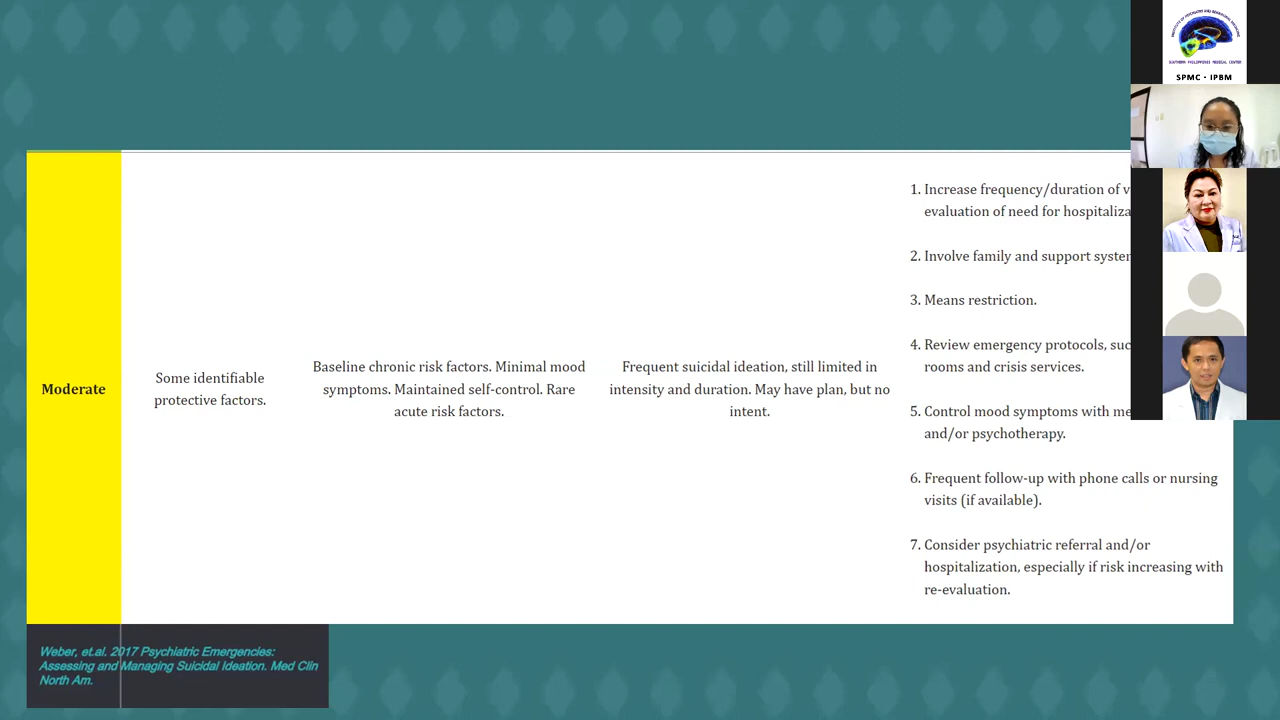 SOUTHERN PHILIPPINES MEDICAL CENTER
SPMC • IPBM
Moderate
Some identifiable
protective factors.
Baseline chronic risk factors. Minimal mood
symptoms. Maintained self-control. Rare
acute risk factors.
Frequent suicidal ideation, still limited in
intensity and duration. May have plan, but no
intent.
1. Increase frequency/duration of
evaluation of need for
2. Involve family and support
3. Means restriction.
4. Review emergency protocols,
rooms and crisis services.
5. Control mood symptoms with
and/or psychotherapy.
6. Frequent follow-up with phone calls or nursing
visits (if available).
7. Consider psychiatric referral and/or
hospitalization, especially if risk increasing with
re-evaluation.
Weber, et.al. 2017 Psychiatric Emergencies:
Assessing and Managing Suicidal Ideation. Med Clin
North Am.